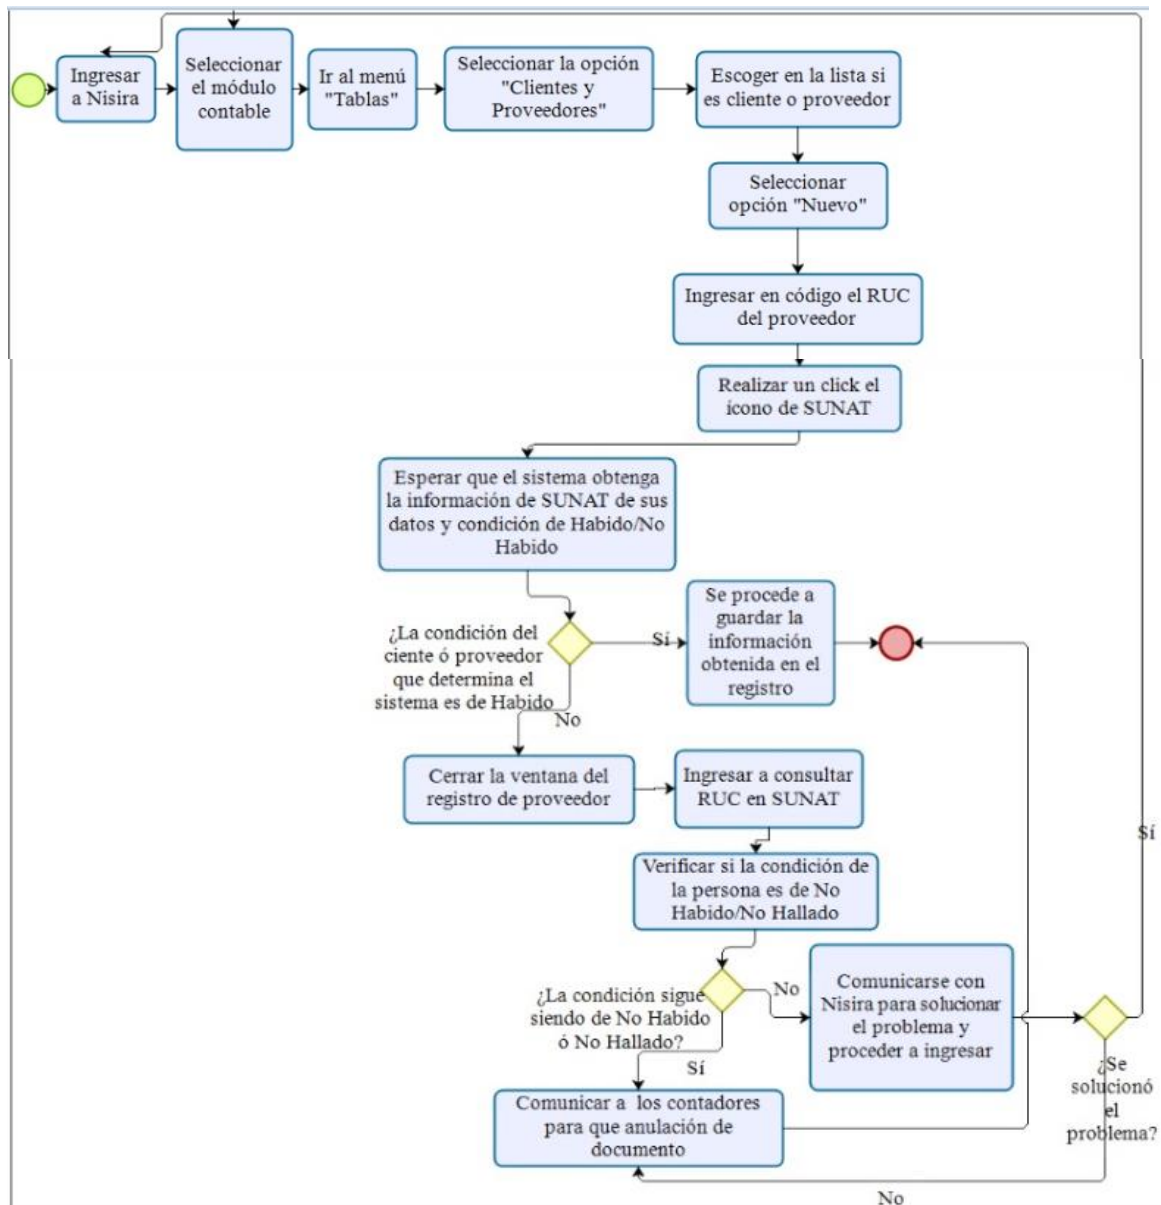 Ingresar
a Nisira
Seleccionar
el módulo
contable
Ir al menú
"Tablas"
Seleccionar la opción
"Clientes y
Proveedores"
Escoger en la lista si
es cliente o proveedor
Seleccionar
opción "Nuevo"
Ingresar en código el RUC
del proveedor
Realizar un click el
ícono de SUNAT
Esperar que el sistema obtenga
la información de SUNAT de sus
datos y condición de Habido/No
Habido
¿La condición del
ciente ó proveedor
que determina el
sistema es de Habido
Sí
Se procede a
guardar la
información
obtenida en el
registro
No
Cerrar la ventana del
registro de proveedor
Ingresar a consultar
RUC en SUNAT
Verificar si la condición de
la persona es de No
Habido/No Hallado
¿La condición sigue
siendo de No Habido
ó No Hallado?
No
Comunicarse con
Nisira para solucionar
el problema y
proceder a ingresar
Sí
¿Se
solucionó
el
problema?
Sí
Comunicar a los contadores
para que anulación de
documento
No